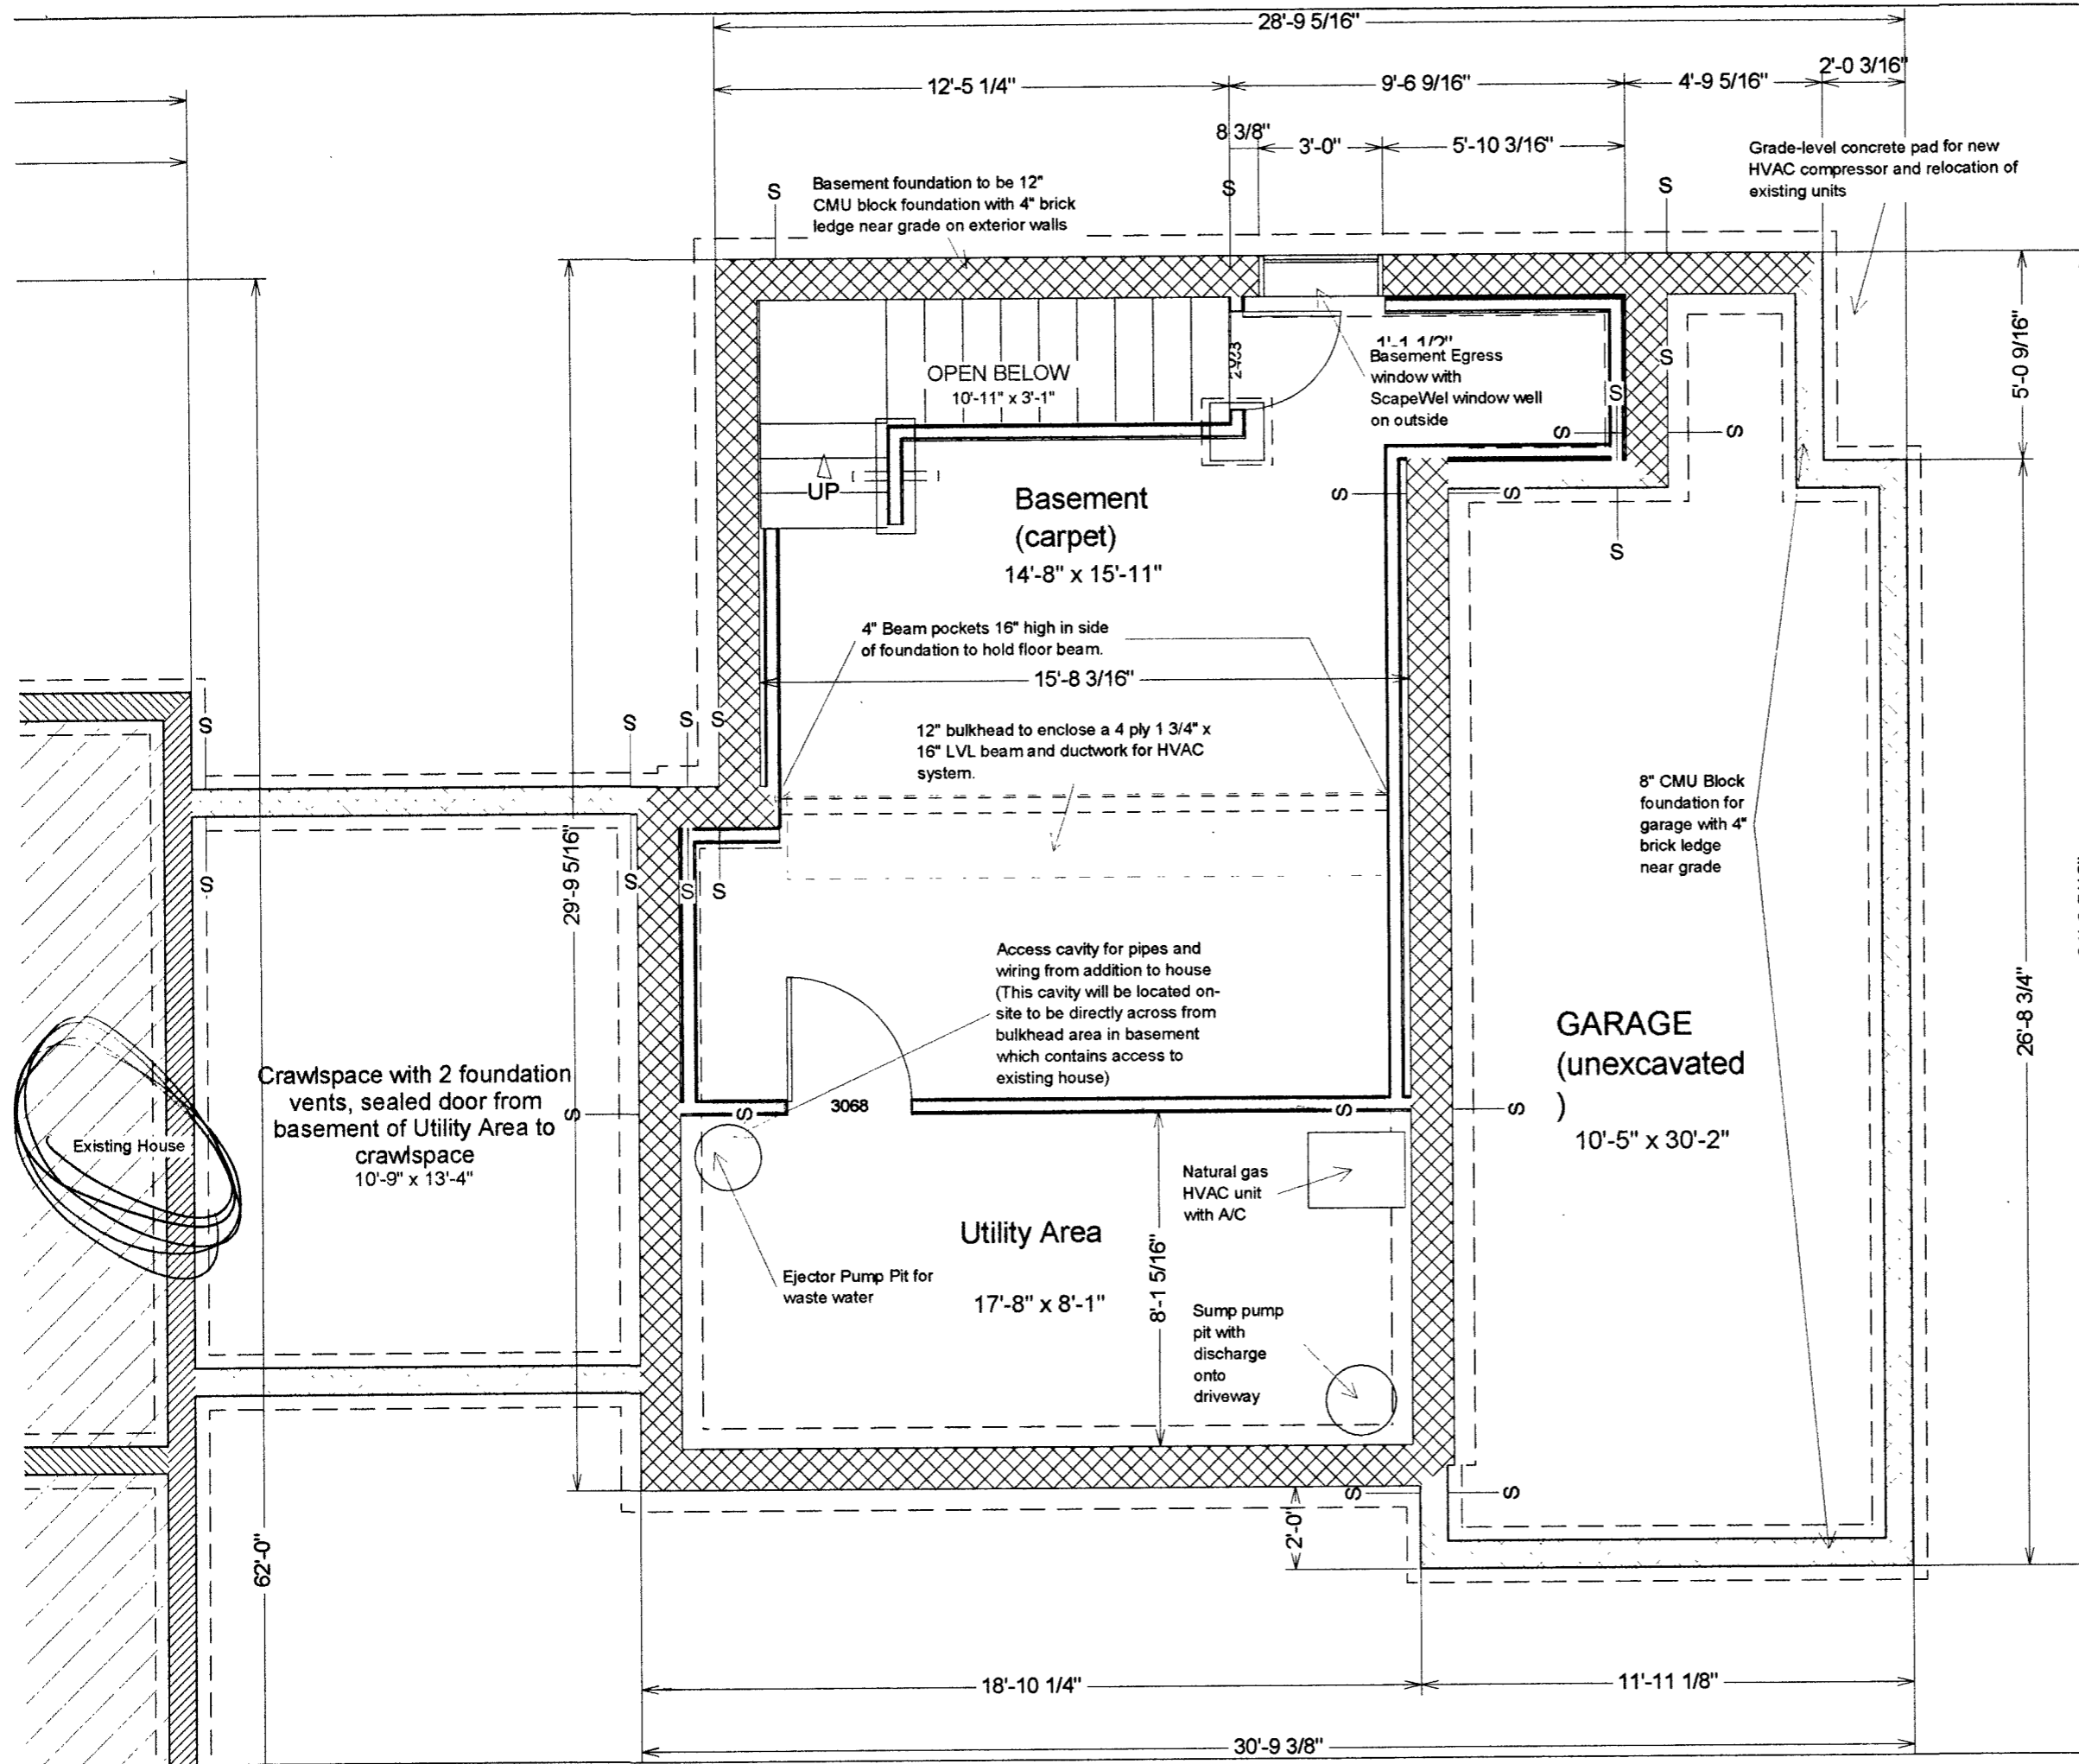 28'-9 5/16"
2'-0 3/16"
12'-5 1/4"
9'-6 9/16"
4'-9 5/16"
8 3/8"
3'-0"
5'-10 3/16"
Grade-level concrete pad for new
HVAC compressor and relocation of
existing units
S
S
S
Basement foundation to be 12"
CMU block foundation with 4" brick
ledge near grade on exterior walls
5'-0 9/16"
1'-1 1/2"
Basement Egress
window with
ScapeWel window well
on outside
S
S
S
S
OPEN BELOW
10'-11" x 3'-1"
UP
S
S
S
Basement
(carpet)
14'-8" x 15'-11"
4" Beam pockets 16" high in side
of foundation to hold floor beam.
15'-8 3/16"
S
S
S
S
12" bulkhead to enclose a 4 ply 1 3/4" x
16" LVL beam and ductwork for HVAC
system.
8" CMU Block
foundation for
garage with 4"
brick ledge
near grade
29'-9 5/16"
S
S
S
S
Access cavity for pipes and
wiring from addition to house
(This cavity will be located on-
site to be directly across from
bulkhead area in basement
which contains access to
existing house)
GARAGE
(unexcavated
)
10'-5" x 30'-2"
26'-8 3/4"
Crawlspace with 2 foundation
vents, sealed door from
basement of Utility Area to
crawlspace
10'-9" x 13'-4"
Existing House
S
S
3068
S
S
Natural gas
HVAC unit
with A/C
Utility Area
17'-8" x 8'-1"
8'-1 5/16"
Ejector Pump Pit for
waste water
Sump pump
pit with
discharge
onto
driveway
S
S
2'-0"
62'-0"
18'-10 1/4"
11'-11 1/8"
30'-9 3/8"